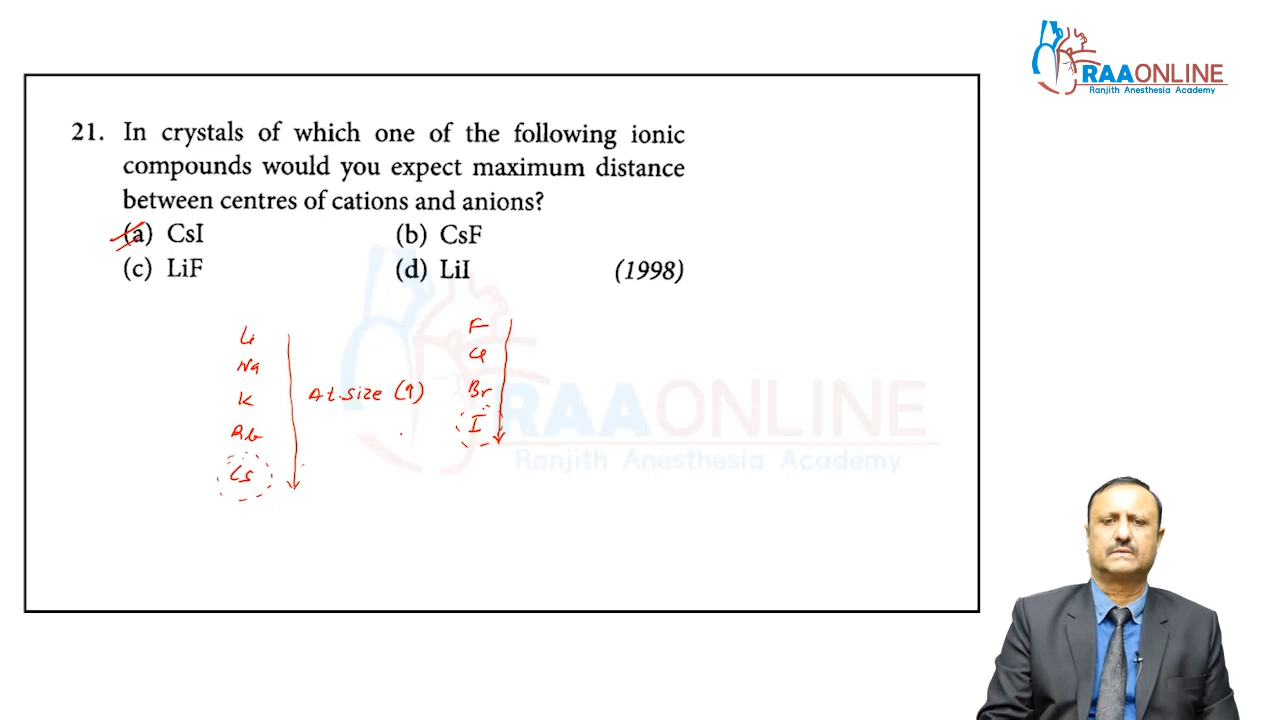 RAAONLINE
Ranjith Anesthesia Academy
21. In crystals of which one of the following ionic
compounds would you expect maximum distance
between centres of cations and anions?
(a) CsI (b) CsF
(c) LiF (d) LiI (1998)
Li
Na
K
Rb
Cs
At.size (↑)
F
Cl
Br
I
RAAONLINE
Ranjith Anesthesia Academy